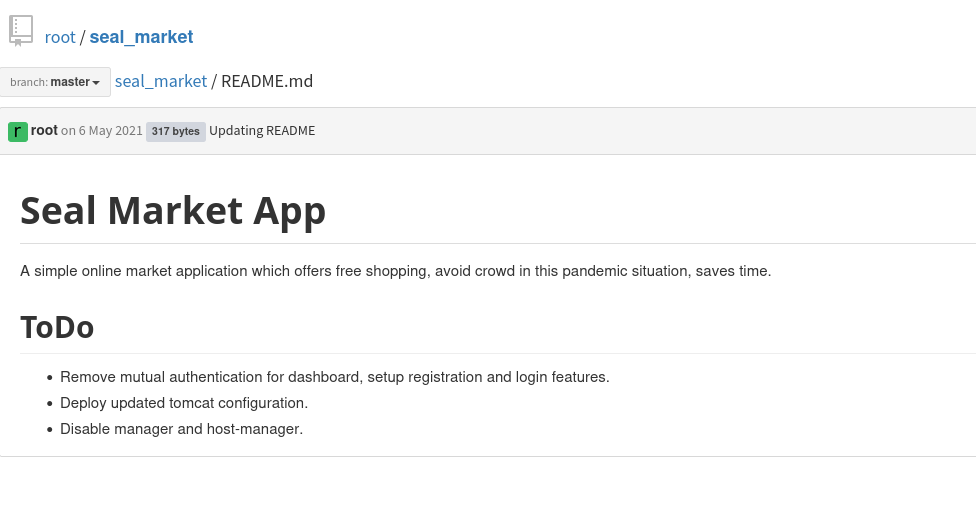 root / seal_market
branch: master seal_market / README.md
r root on 6 May 2021 317 bytes Updating README
Seal Market App
A simple online market application which offers free shopping, avoid crowd in this pandemic situation, saves time.
ToDo
• Remove mutual authentication for dashboard, setup registration and login features.
• Deploy updated tomcat configuration.
• Disable manager and host-manager.